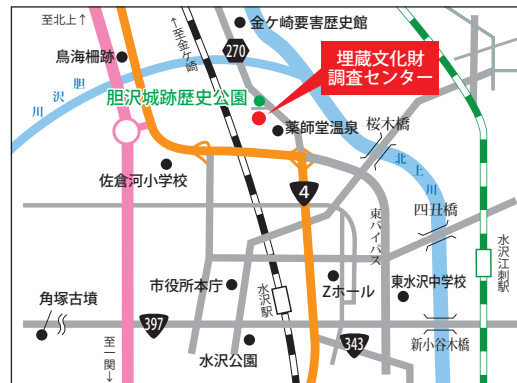 至北上↑
金ケ崎要害歴史館
鳥海柵跡
↑至金ケ崎
270
埋蔵文化財
調査センター
胆沢川
胆沢城跡歴史公園
薬師堂温泉
桜木橋
北上川
佐倉河小学校
4
四丑橋
東バイパス
水沢江刺駅
市役所本庁
水沢駅
Zホール
東水沢中学校
角塚古墳
397
水沢公園
343
新小谷木橋
至一関↓